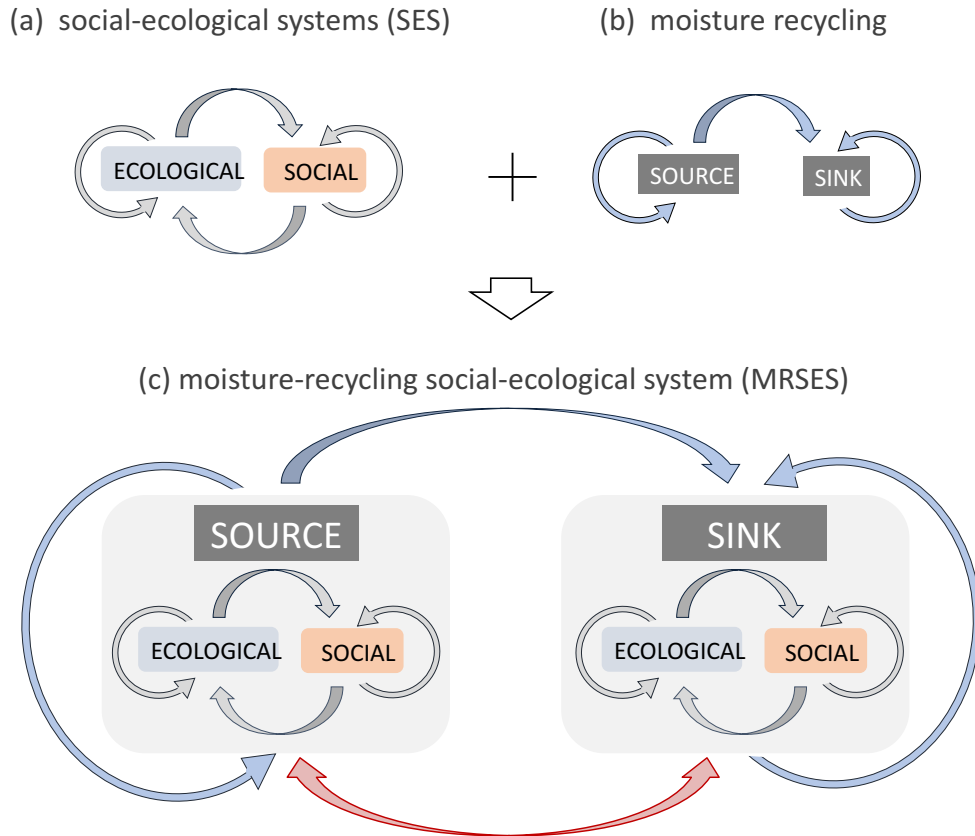 (a) social-ecological systems (SES)
(b) moisture recycling
ECOLOGICAL
SOCIAL
SOURCE
SINK
(c) moisture-recycling social-ecological system (MRSES)
SOURCE
SINK
ECOLOGICAL
SOCIAL
ECOLOGICAL
SOCIAL